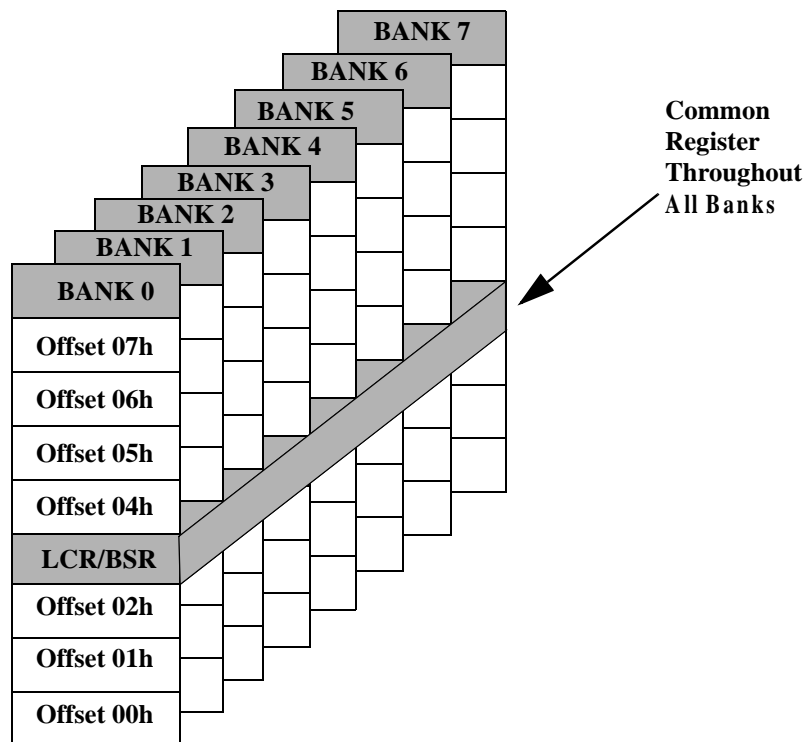 BANK 7
BANK 6
BANK 5
BANK 4
BANK 3
BANK 2
BANK 1
BANK 0
Offset 07h
Offset 06h
Offset 05h
Offset 04h
LCR/BSR
Offset 02h
Offset 01h
Offset 00h
Common
Register
Throughout
All Banks